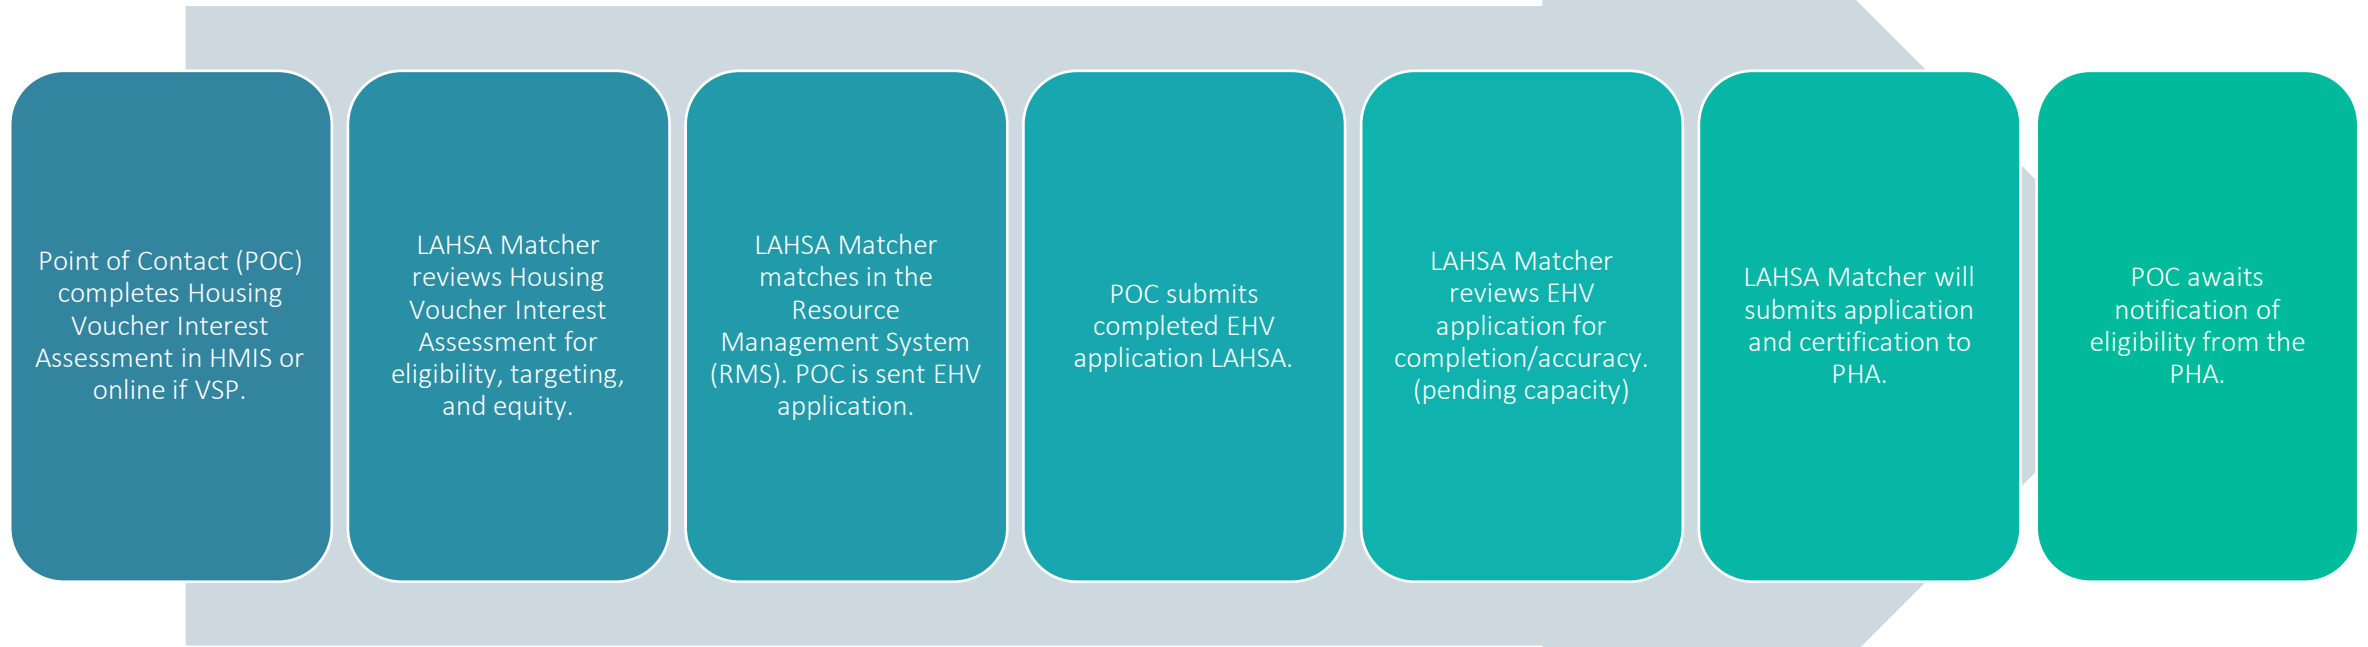 Point of Contact (POC)
completes Housing
Voucher Interest
Assessment in HMIS or
online if VSP.
LAHSA Matcher
reviews Housing
Voucher Interest
Assessment for
eligibility, targeting,
and equity.
LAHSA Matcher
matches in the
Resource
Management System
(RMS). POC is sent EHV
application.
POC submits
completed EHV
application LAHSA.
LAHSA Matcher
reviews EHV
application for
completion/accuracy.
(pending capacity)
LAHSA Matcher will
submits application
and certification to
PHA.
POC awaits
notification of
eligibility from the
PHA.